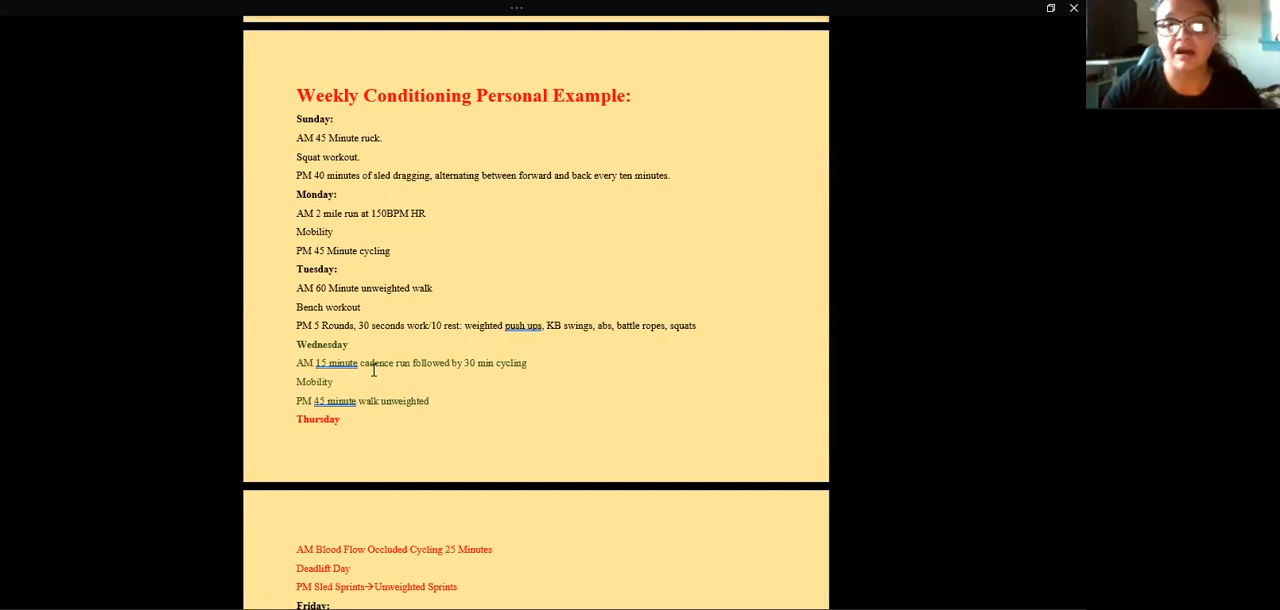 Weekly Conditioning Personal Example:
Sunday:
AM 45 Minute ruck.
Squat workout.
PM 40 minutes of sled dragging, alternating between forward and back every ten minutes.
Monday:
AM 2 mile run at 150BPM HR
Mobility
PM 45 Minute cycling
Tuesday:
AM 60 Minute unweighted walk
Bench workout
PM 5 Rounds, 30 seconds work/10 rest: weighted push ups, KB swings, abs, battle ropes, squats
Wednesday
AM 15 minute cadence run followed by 30 min cycling
Mobility
PM 45 minute walk unweighted
Thursday
AM Blood Flow Occluded Cycling 25 Minutes
Deadlift Day
PM Sled Sprints→Unweighted Sprints
Friday: